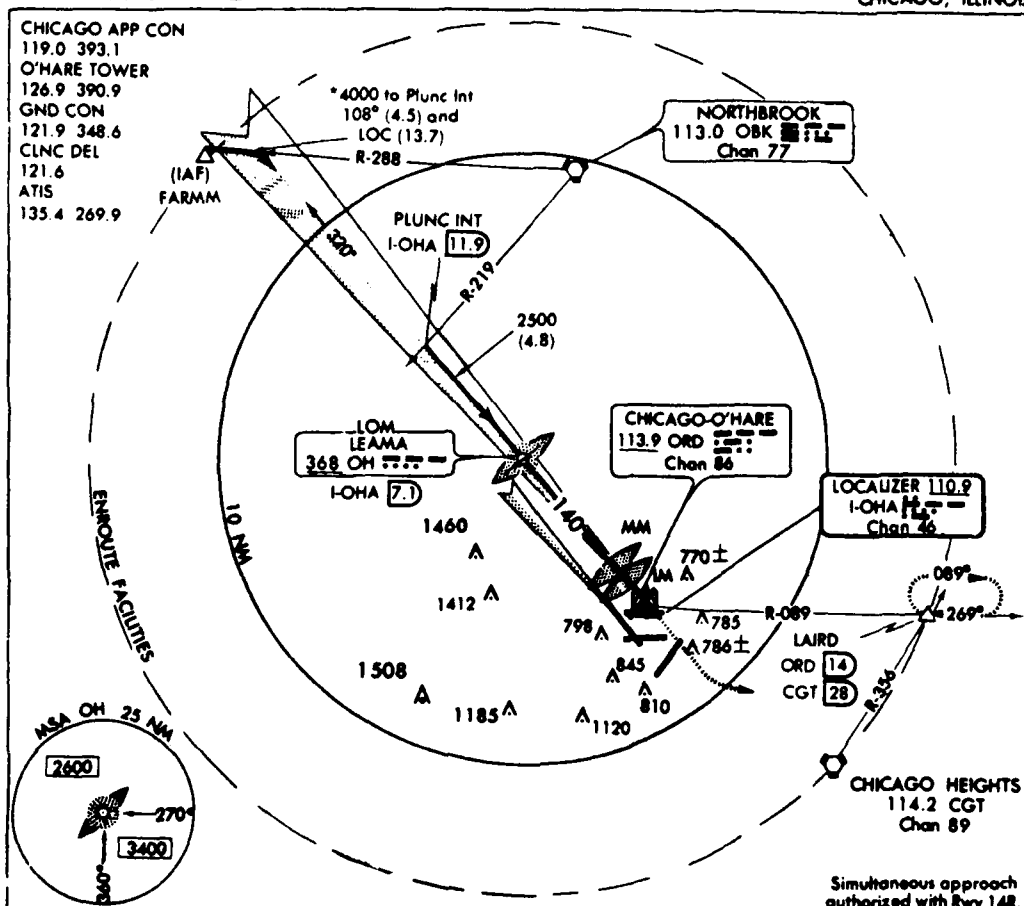 CHICAGO, ILLINOIS
CHICAGO APP CON
119.0 393.1
O'HARE TOWER
126.9 390.9
GND CON
121.9 348.6
CLNC DEL
121.6
ATIS
135.4 269.9
*4000 to Plunc Int
108° (4.5) and
LOC (13.7)
R-288
(IAF)
FARMM
NORTHBROOK
113.0 OBK
Chan 77
320°
PLUNC INT
I-OHA 11.9
R-219
2500
(4.8)
LOM
LEAMA
368 OH
I-OHA 7.1
CHICAGO-O'HARE
113.9 ORD
Chan 86
LOCALIZER 110.9
I-OHA
Chan 46
140°
MM
IM
770±
1460
1412
798
785
786±
845
810
1508
1185
1120
R-089
089°
269°
LAIRD
ORD 14
CGT 28
R-356
10 NM
ENROUTE FACILITIES
MSA OH 25 NM
2600
270°
3400
360°
CHICAGO HEIGHTS
114.2 CGT
Chan 89
Simultaneous approach
authorized with Rwy 14R.